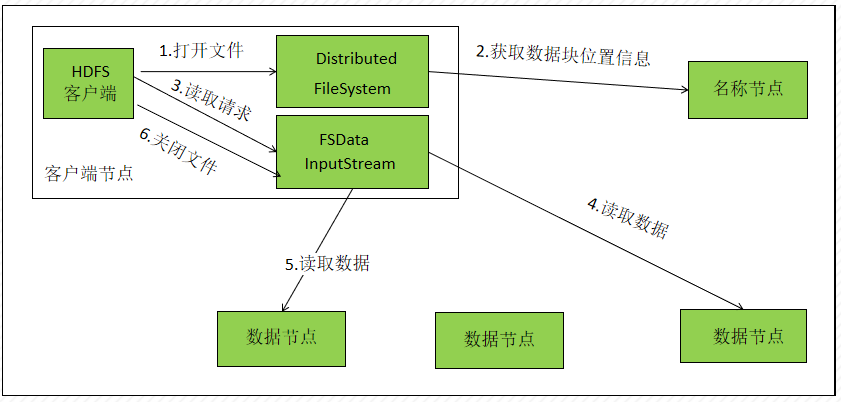 1.打开文件
Distributed
FileSystem
2.获取数据块位置信息
HDFS
客户端
名称节点
3.读取请求
6.关闭文件
FSData
InputStream
客户端节点
4.读取数据
5.读取数据
数据节点
数据节点
数据节点